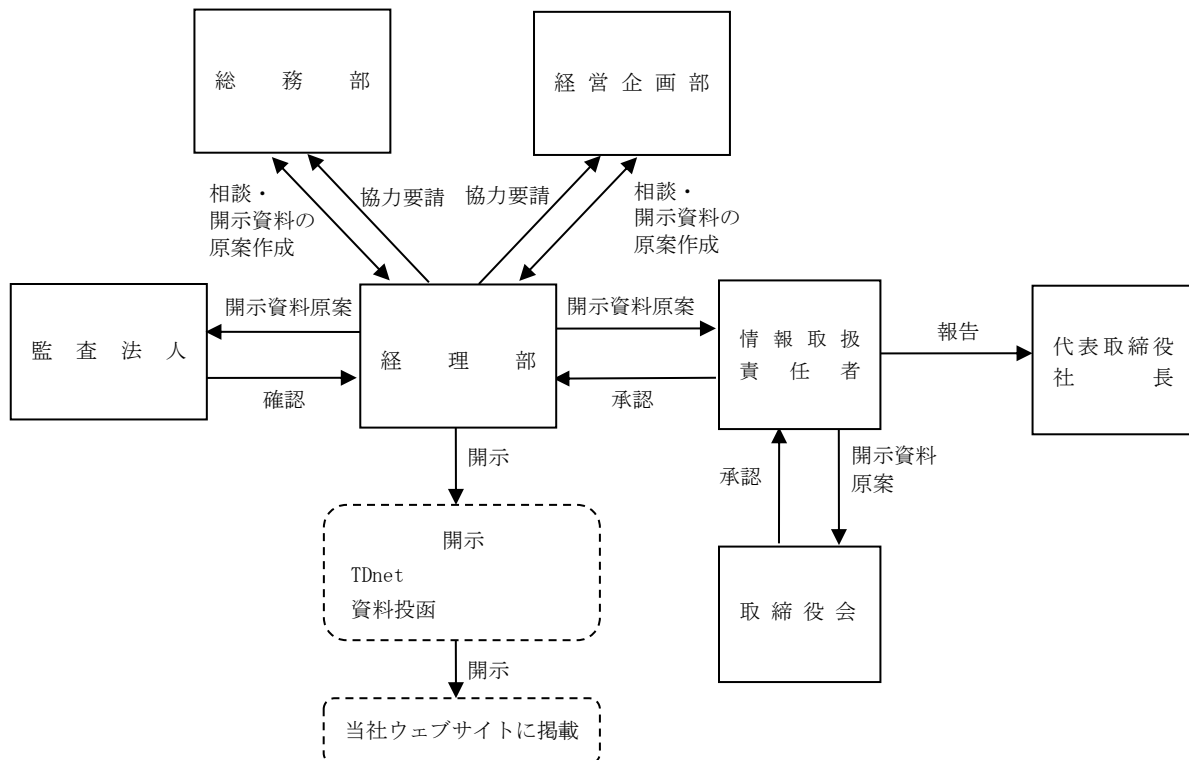 総務部
経営企画部
相談・
開示資料の
原案作成
協力要請
協力要請
相談・
開示資料の
原案作成
監査法人
開示資料原案
確認
経理部
開示資料原案
承認
情報取扱
責任者
報告
代表取締役
社長
開示
承認
開示資料
原案
開示
TDnet
資料投函
取締役会
開示
当社ウェブサイトに掲載